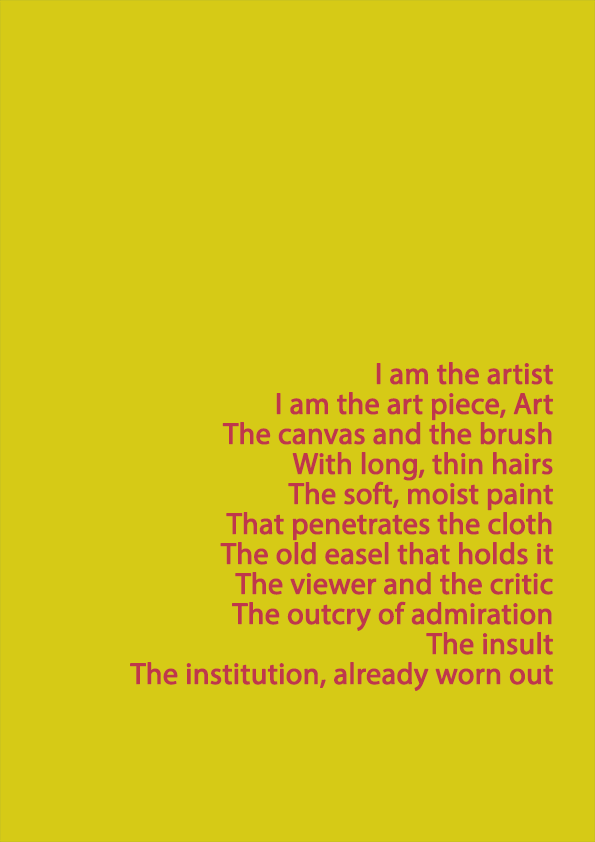 I am the artist
I am the art piece, Art
The canvas and the brush
With long, thin hairs
The soft, moist paint
That penetrates the cloth
The old easel that holds it
The viewer and the critic
The outcry of admiration
The insult
The institution, already worn out